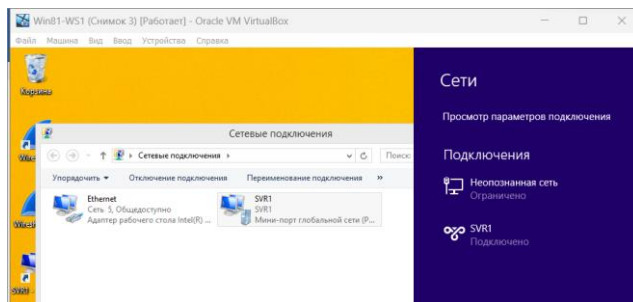 Win81-WS1 (Снимок 3) [Работает] - Oracle VM VirtualBox
Файл Машина Вид Ввод Устройства Справка
Корзина
Сетевые подключения
Сетевые подключения
Поиск:
Упорядочить
Отключение подключения
Переименование подключения
»
Ethernet
Сеть 5, Общедоступно
Адаптер рабочего стола Intel(R) ...
SVR1
SVR1
Мини-порт глобальной сети (P...
SVR1 -
Сети
Просмотр параметров подключения
Подключения
Неопознанная сеть
Ограничено
SVR1
Подключено